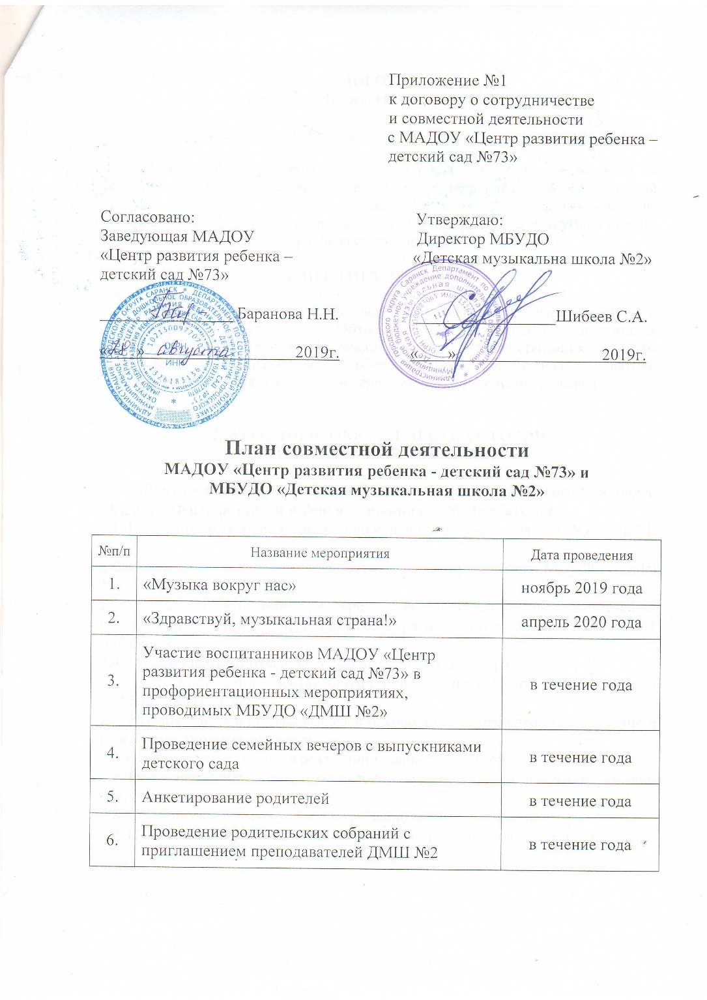 Приложение №1
к договору о сотрудничестве
и совместной деятельности
с МАДОУ «Центр развития ребенка –
детский сад №73»
Согласовано:
Заведующая МАДОУ
«Центр развития ребенка –
детский сад №73»
Баранова Н.Н.
« » августа 2019г.
Утверждаю:
Директор МБУДО
«Детская музыкальна школа №2»
Шибеев С.А.
« » 2019г.
План совместной деятельности
МАДОУ «Центр развития ребенка - детский сад №73» и
МБУДО «Детская музыкальная школа №2»
№п/п Название мероприятия Дата проведения
1. «Музыка вокруг нас» ноябрь 2019 года
2. «Здравствуй, музыкальная страна!» апрель 2020 года
3. Участие воспитанников МАДОУ «Центр
развития ребенка - детский сад №73» в
профориентационных мероприятиях,
проводимых МБУДО «ДМШ №2»
в течение года
4. Проведение семейных вечеров с выпускниками
детского сада
в течение года
5. Анкетирование родителей в течение года
6. Проведение родительских собраний с
приглашением преподавателей ДМШ №2
в течение года